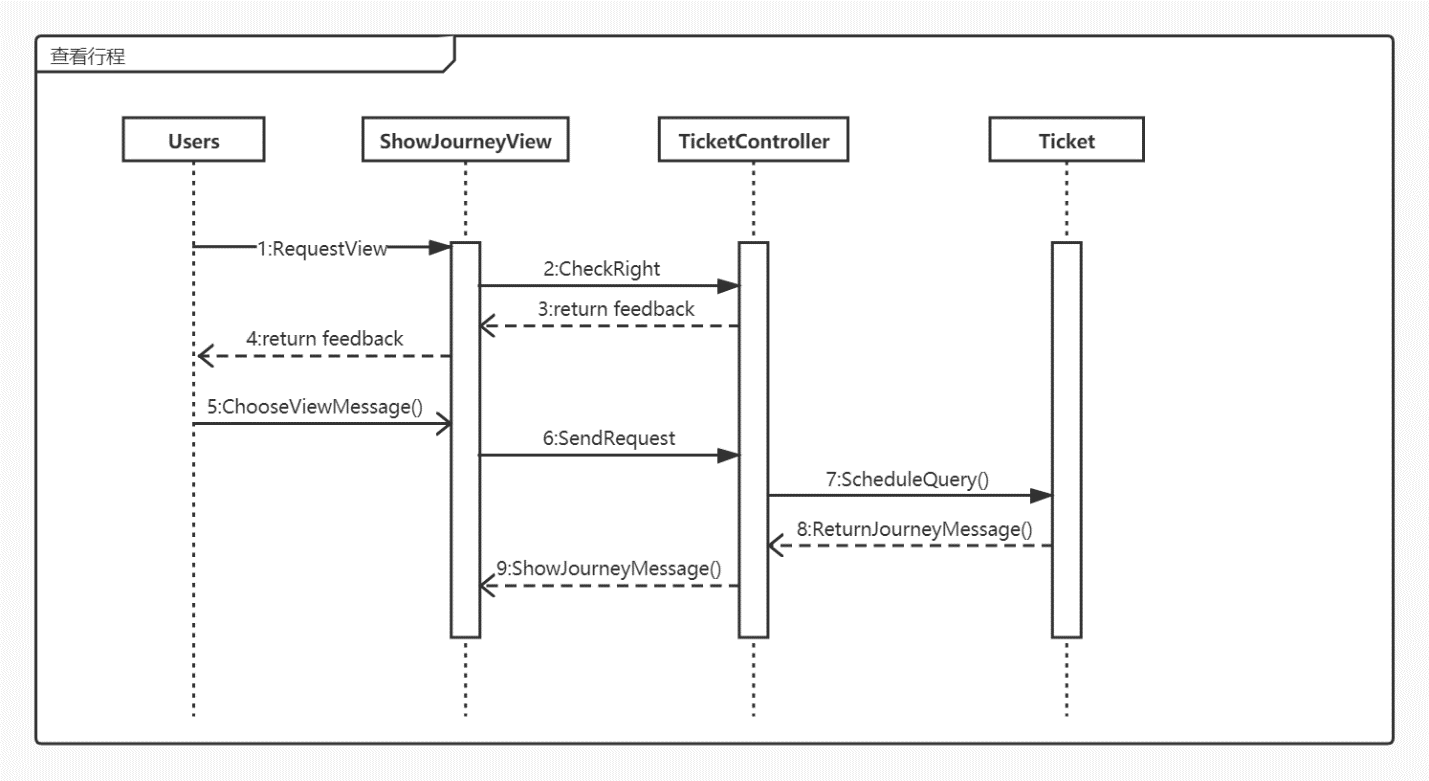 查看行程
Users
ShowJourneyView
TicketController
Ticket
1:RequestView
2:CheckRight
3:return feedback
4:return feedback
5:ChooseViewMessage()
6:SendRequest
7:ScheduleQuery()
8:ReturnJourneyMessage()
9:ShowJourneyMessage()